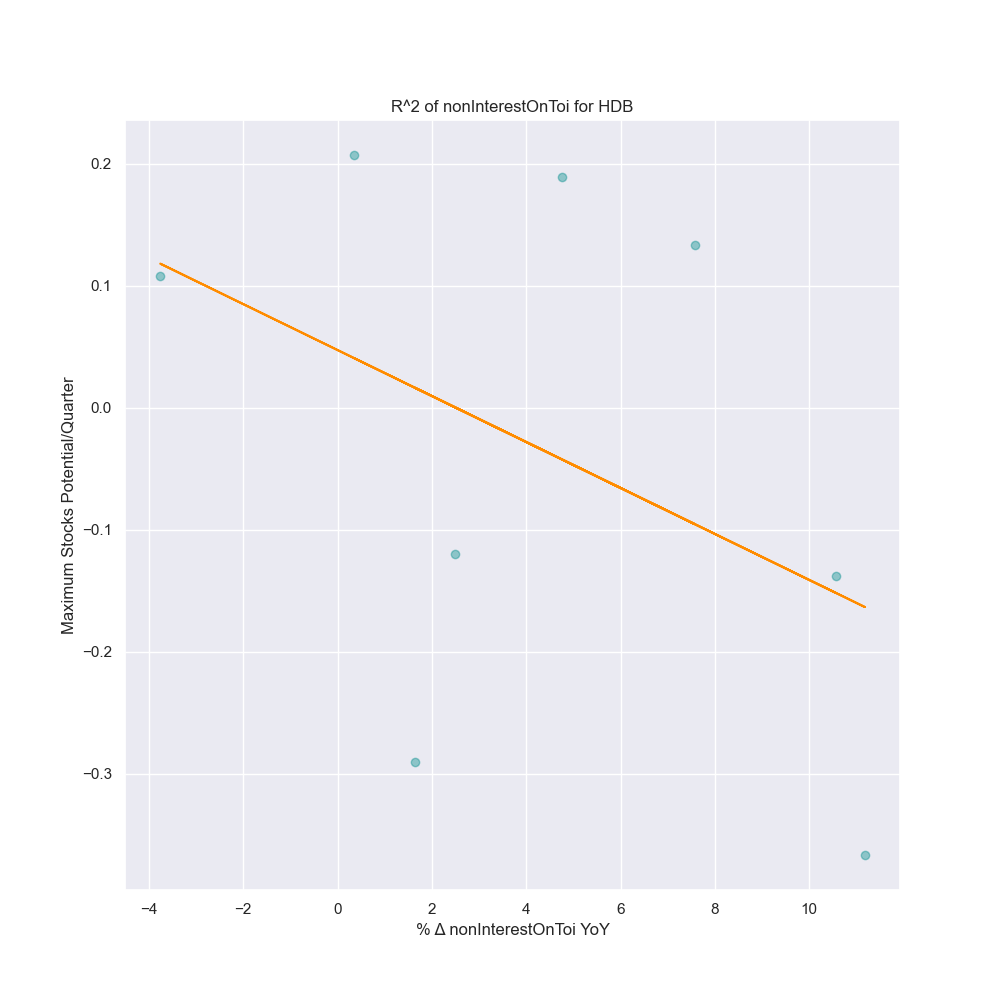 R^2 of nonInterestOnToi for HDB
0.2
0.1
0.0
−0.1
−0.2
−0.3
Maximum Stocks Potential/Quarter
−4 −2 0 2 4 6 8 10
% Δ nonInterestOnToi YoY